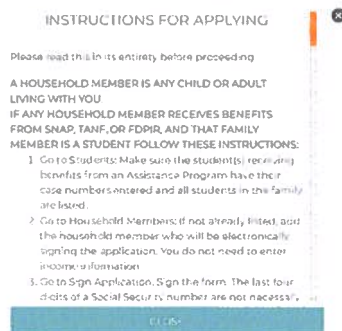 INSTRUCTIONS FOR APPLYING
Please read this in its entirety before proceeding
A HOUSEHOLD MEMBER IS ANY CHILD OR ADULT
LIVING WITH YOU
IF ANY HOUSEHOLD MEMBER RECEIVES BENEFITS
FROM SNAP, TANF, OR FDPIR, AND THAT FAMILY
MEMBER IS A STUDENT FOLLOW THESE INSTRUCTIONS:
1. Go to Students: Make sure the student(s) receiving
benefits from an Assistance Program have their
case numbers entered and all students in the family
are listed.
2. Go to Household Members: if not already listed, add
the household member who will be electronically
signing the application. You do not need to enter
income information
3. Go to Sign Application. Sign the form. The last four
digits of a Social Security number are not necessary,
CLOSE